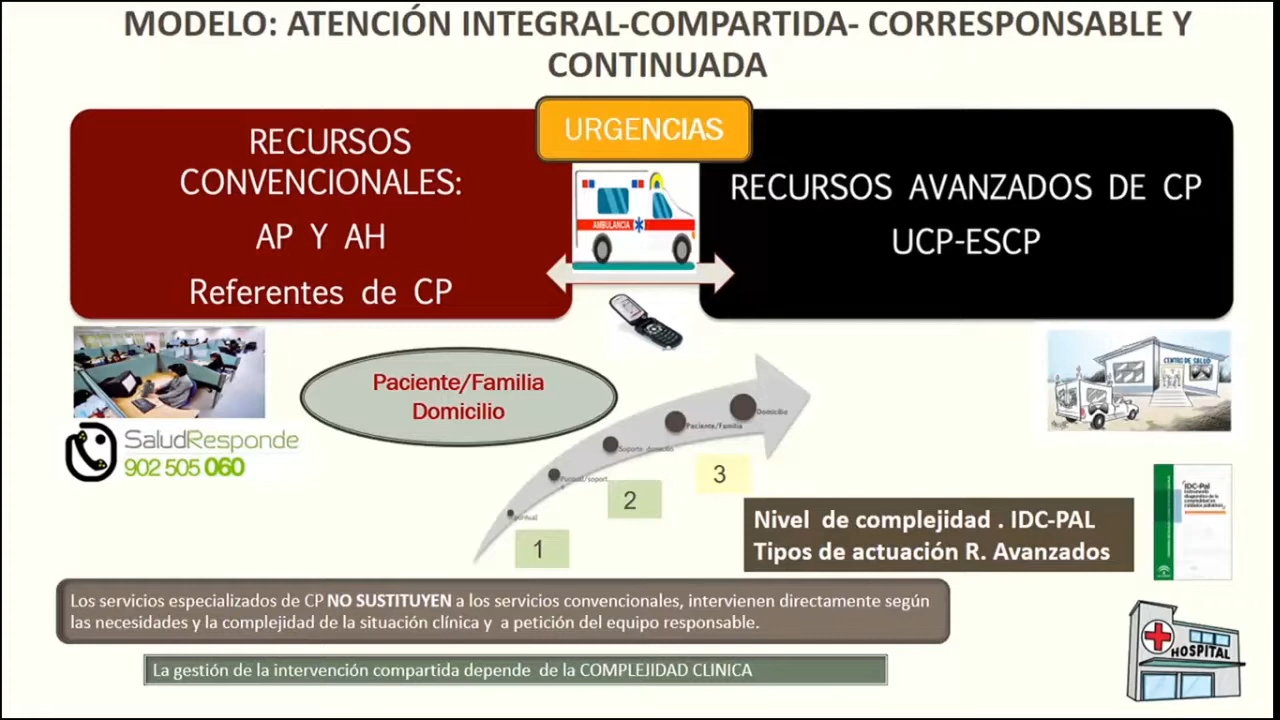 MODELO: ATENCIÓN INTEGRAL-COMPARTIDA- CORRESPONSABLE Y
CONTINUADA
URGENCIAS
RECURSOS
CONVENCIONALES:
AP Y AH
Referentes de CP
AMBULANCIA
RECURSOS AVANZADOS DE CP
UCP-ESCP
CENTRO DE SALUD
Paciente/Familia
Domicilio
SaludResponde
902 505 060
Domicilio
Paciente/Familia
Soporte domicilio
3
2
1
IDC-Pal
Nivel de complejidad . IDC-PAL
Tipos de actuación R. Avanzados
Los servicios especializados de CP NO SUSTITUYEN a los servicios convencionales, intervienen directamente según
las necesidades y la complejidad de la situación clínica y a petición del equipo responsable.
HOSPITAL
La gestión de la intervención compartida depende de la COMPLEJIDAD CLINICA